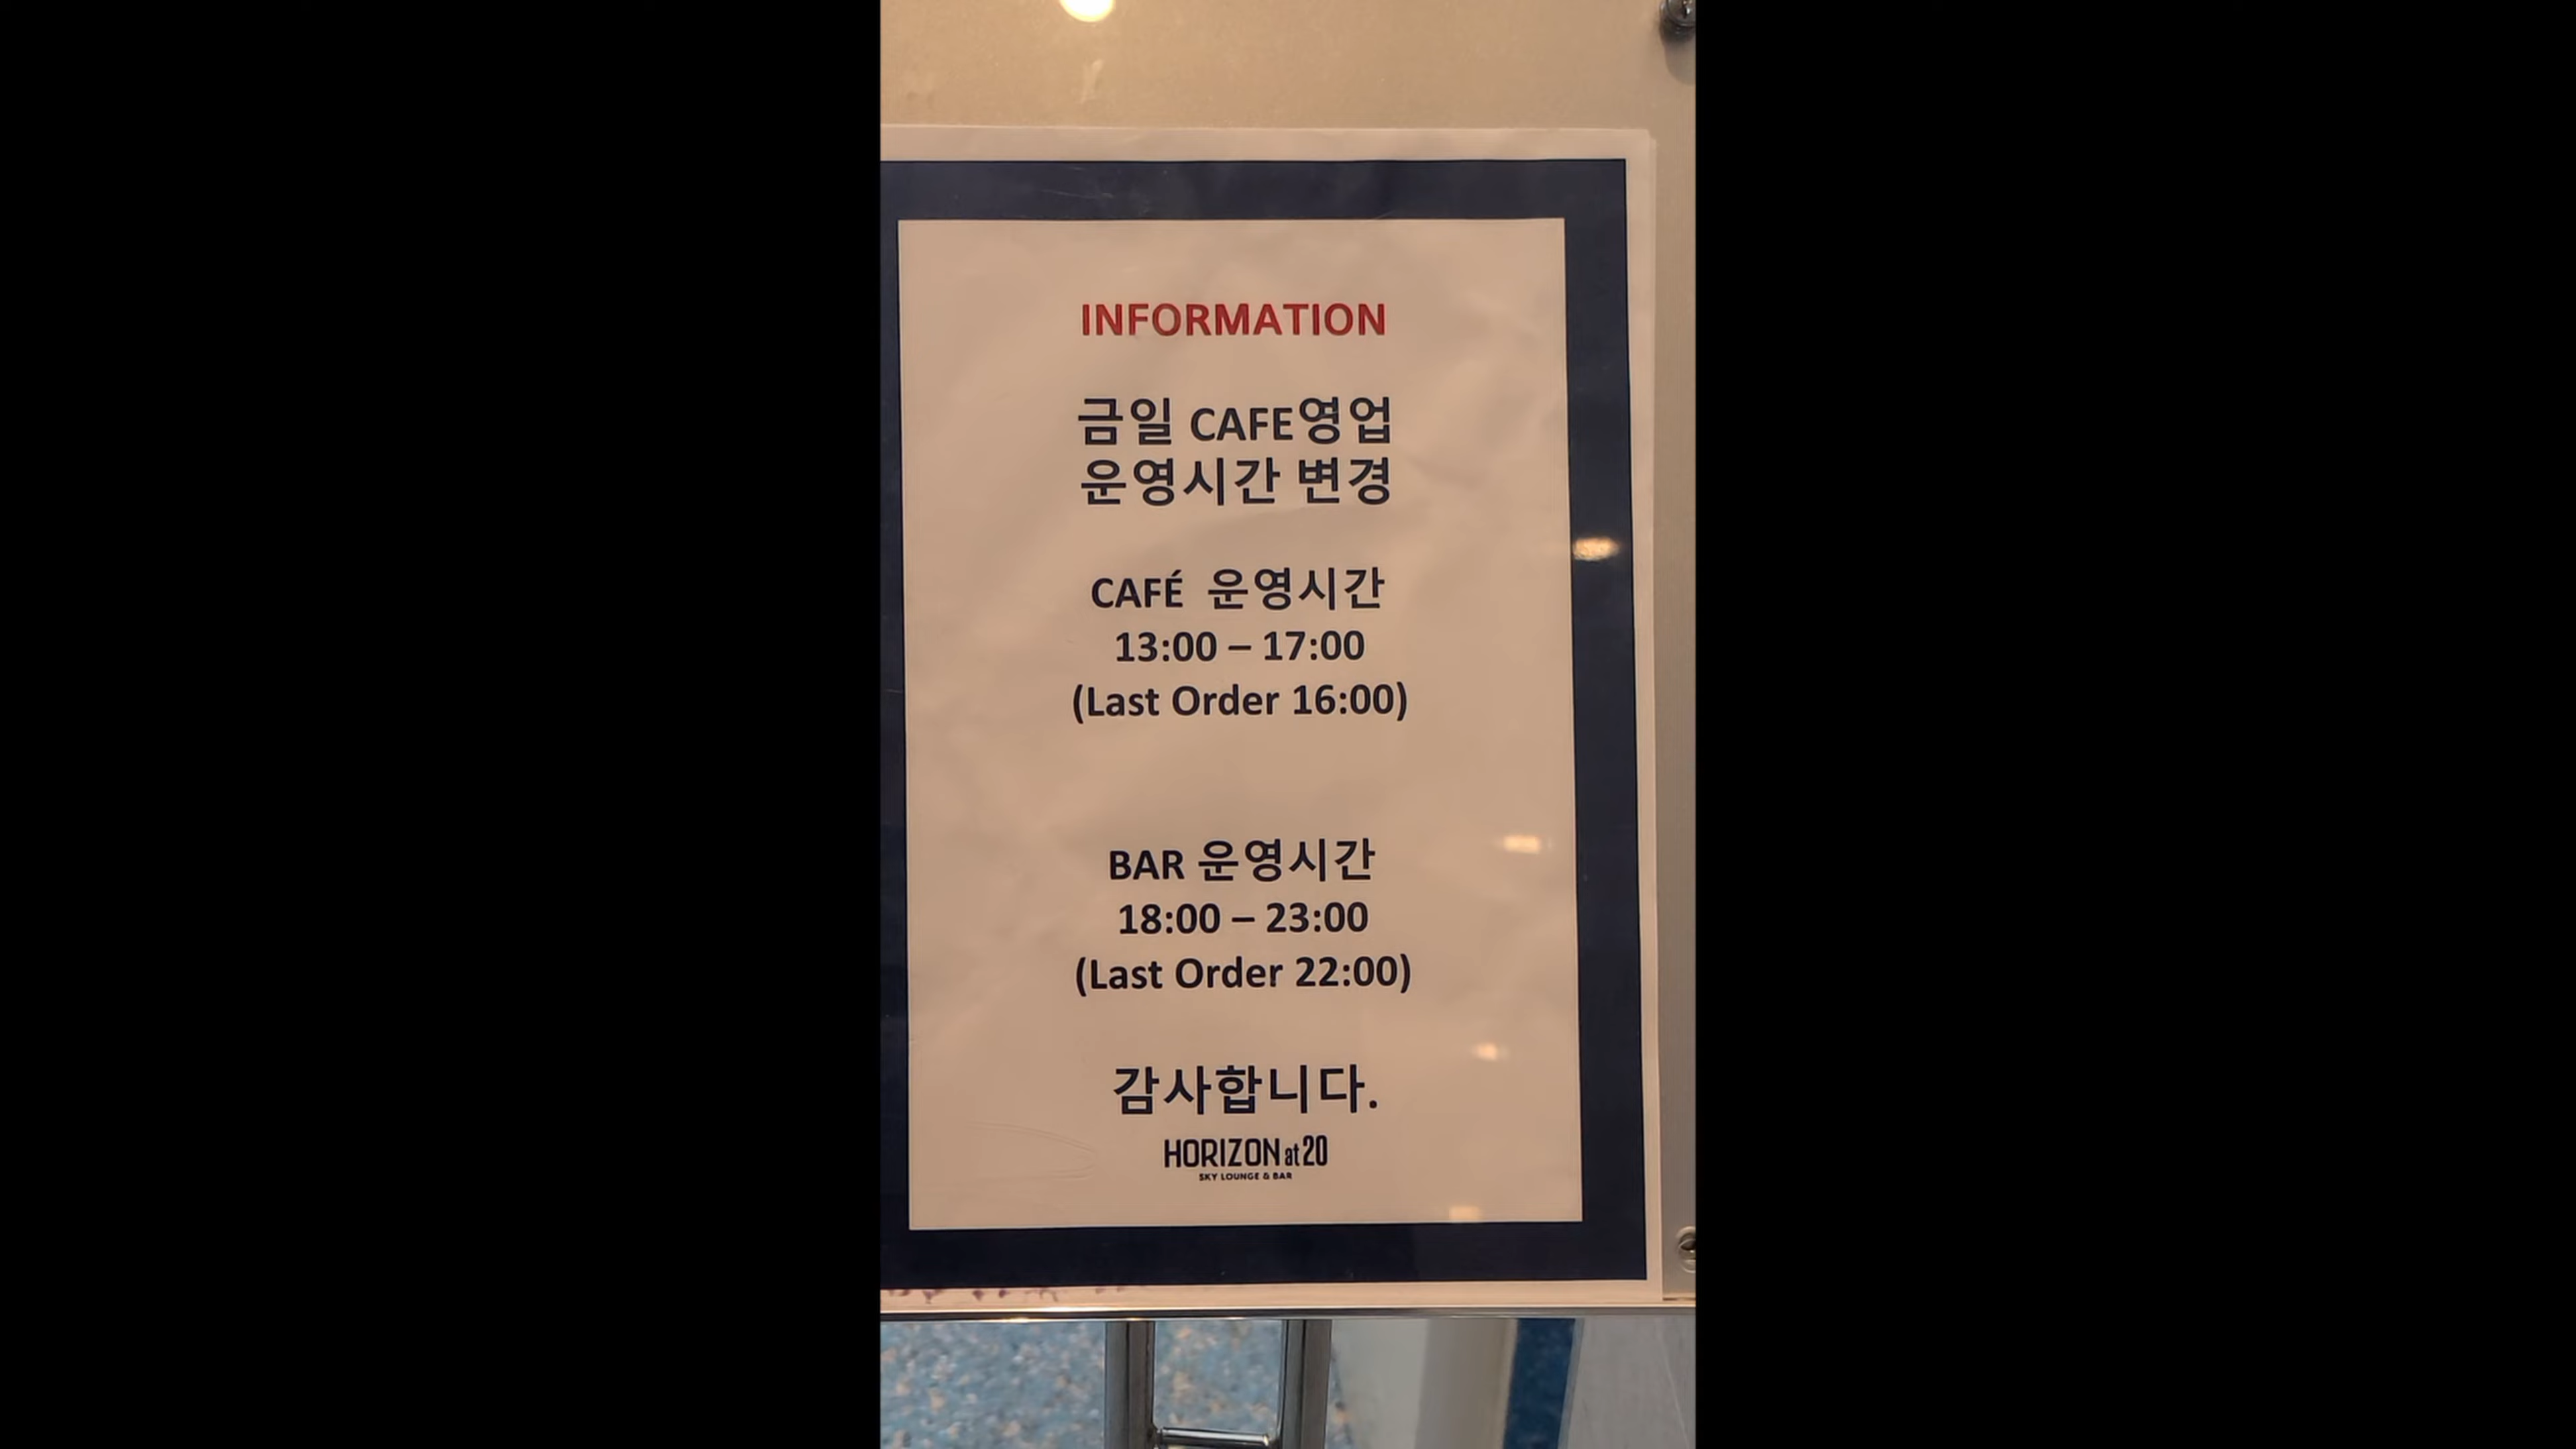 INFORMATION
금일 CAFE영업
운영시간 변경
CAFÉ 운영시간
13:00 – 17:00
(Last Order 16:00)
BAR 운영시간
18:00 – 23:00
(Last Order 22:00)
감사합니다.
HORIZON at 20
SKY LOUNGE & BAR